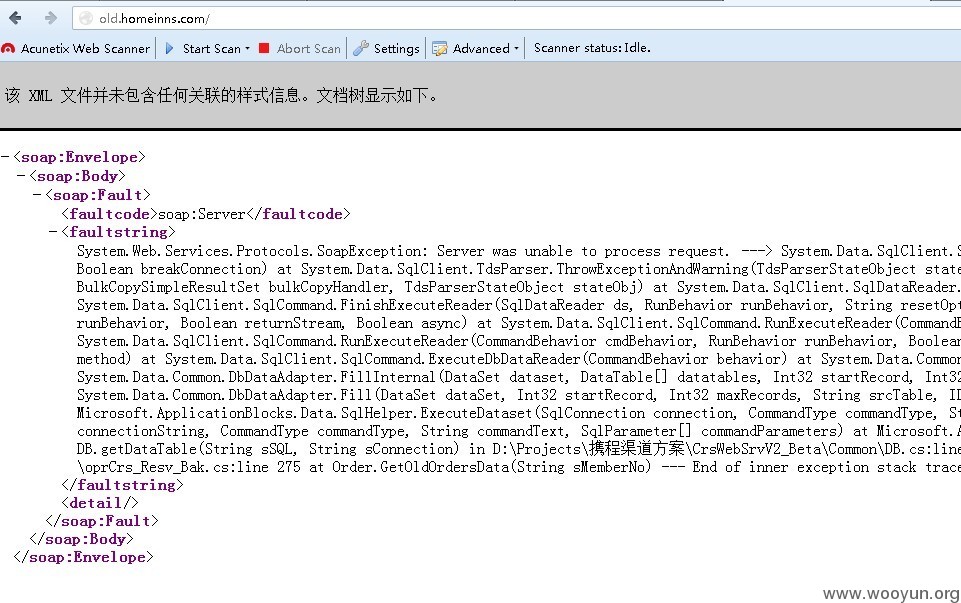 old.homeinns.com/
Acunetix Web Scanner Start Scan Abort Scan Settings Advanced Scanner status: Idle.
该 XML 文件并未包含任何关联的样式信息。文档树显示如下。
−<soap:Envelope>
−<soap:Body>
−<soap:Fault>
<faultcode>soap:Server</faultcode>
−<faultstring>
System.Web.Services.Protocols.SoapException: Server was unable to process request. ---> System.Data.SqlClient.S
Boolean breakConnection) at System.Data.SqlClient.TdsParser.ThrowExceptionAndWarning(TdsParserStateObject state
BulkCopySimpleResultSet bulkCopyHandler, TdsParserStateObject stateObj) at System.Data.SqlClient.SqlDataReader.
System.Data.SqlClient.SqlCommand.FinishExecuteReader(SqlDataReader ds, RunBehavior runBehavior, String resetOpt
runBehavior, Boolean returnStream, Boolean async) at System.Data.SqlClient.SqlCommand.RunExecuteReader(CommandB
System.Data.SqlClient.SqlCommand.RunExecuteReader(CommandBehavior cmdBehavior, RunBehavior runBehavior, Boolean
method) at System.Data.SqlClient.SqlCommand.ExecuteDbDataReader(CommandBehavior behavior) at System.Data.Common
System.Data.Common.DbDataAdapter.FillInternal(DataSet dataset, DataTable[] datatables, Int32 startRecord, Int32
System.Data.Common.DbDataAdapter.Fill(DataSet dataSet, Int32 startRecord, Int32 maxRecords, String srcTable, ID
Microsoft.ApplicationBlocks.Data.SqlHelper.ExecuteDataset(SqlConnection connection, CommandType commandType, St
connectionString, CommandType commandType, String commandText, SqlParameter[] commandParameters) at Microsoft.A
DB.getDataTable(String sSQL, String sConnection) in D:\Projects\携程渠道方案\CrsWebSrvV2_Beta\Common\DB.cs:line
\oprCrs_Resv_Bak.cs:line 275 at Order.GetOldOrdersData(String sMemberNo) --- End of inner exception stack trace
</faultstring>
<detail/>
</soap:Fault>
</soap:Body>
</soap:Envelope>
www.wooyun.org